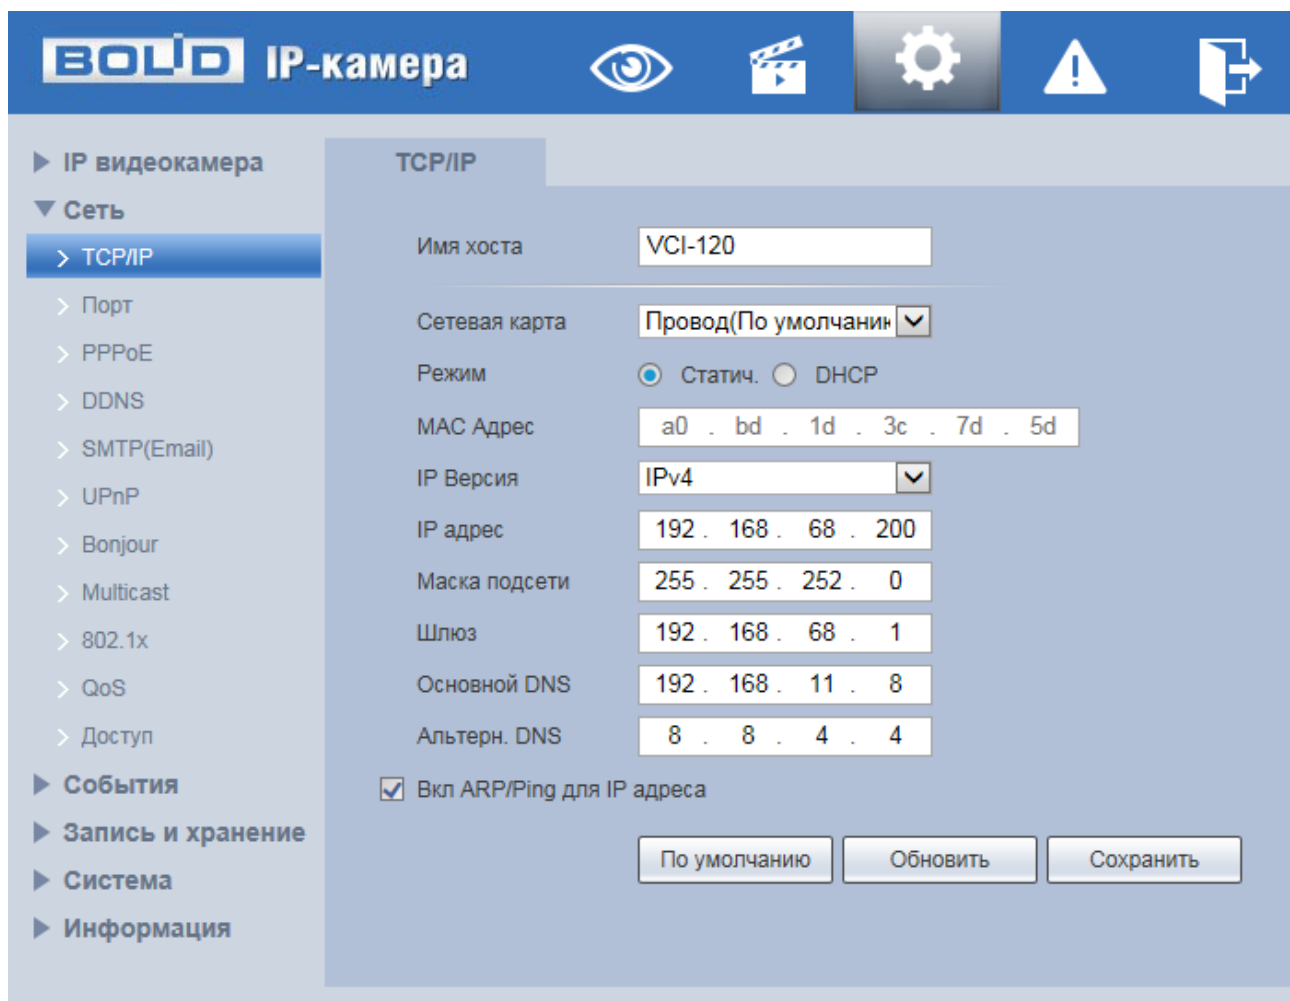 BOLID IP-камера
IP видеокамера
Сеть
TCP/IP
Порт
PPPoE
DDNS
SMTP(Email)
UPnP
Bonjour
Multicast
802.1x
QoS
Доступ
События
Запись и хранение
Система
Информация
TCP/IP
Имя хоста VCI-120
Сетевая карта Провод(По умолчани
Режим Статич. DHCP
MAC Адрес a0 . bd . 1d . 3c . 7d . 5d
IP Версия IPv4
IP адрес 192 . 168 . 68 . 200
Маска подсети 255 . 255 . 252 . 0
Шлюз 192 . 168 . 68 . 1
Основной DNS 192 . 168 . 11 . 8
Альтерн. DNS 8 . 8 . 4 . 4
Вкл ARP/Ping для IP адреса
По умолчанию Обновить Сохранить